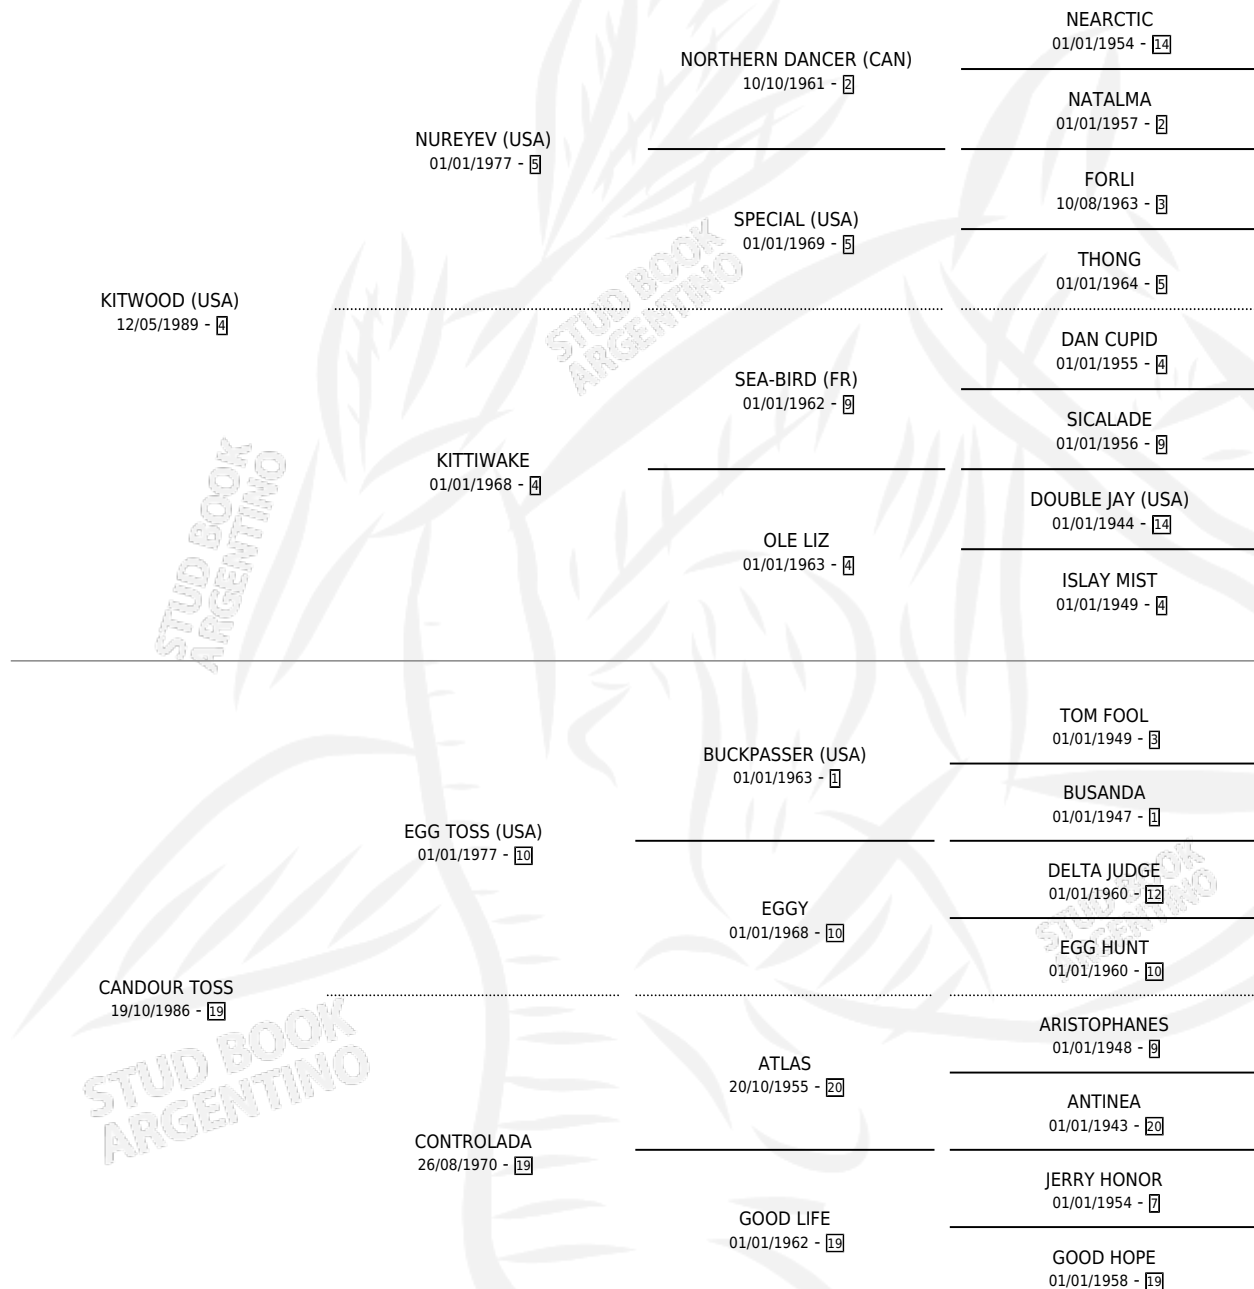 NEARCTIC
01/01/1954 - 14
NORTHERN DANCER (CAN)
10/10/1961 - 2
NATALMA
01/01/1957 - 2
NUREYEV (USA)
01/01/1977 - 5
FORLI
10/08/1963 - 3
SPECIAL (USA)
01/01/1969 - 5
THONG
01/01/1964 - 5
KITWOOD (USA)
12/05/1989 - 4
DAN CUPID
01/01/1955 - 4
SEA-BIRD (FR)
01/01/1962 - 9
SICALADE
01/01/1956 - 9
KITTIWAKE
01/01/1968 - 4
DOUBLE JAY (USA)
01/01/1944 - 14
OLE LIZ
01/01/1963 - 4
ISLAY MIST
01/01/1949 - 4
TOM FOOL
01/01/1949 - 3
BUCKPASSER (USA)
01/01/1963 - 1
BUSANDA
01/01/1947 - 1
EGG TOSS (USA)
01/01/1977 - 10
DELTA JUDGE
01/01/1960 - 12
EGGY
01/01/1968 - 10
EGG HUNT
01/01/1960 - 10
CANDOUR TOSS
19/10/1986 - 19
ARISTOPHANES
01/01/1948 - 9
ATLAS
20/10/1955 - 20
ANTINEA
01/01/1943 - 20
CONTROLADA
26/08/1970 - 19
JERRY HONOR
01/01/1954 - 7
GOOD LIFE
01/01/1962 - 19
GOOD HOPE
01/01/1958 - 19
STUD BOOK
ARGENTINO
STUD BOOK
ARGENTINO
STUD BOOK
ARGENTINO
STUD BOOK
ARGENTINO